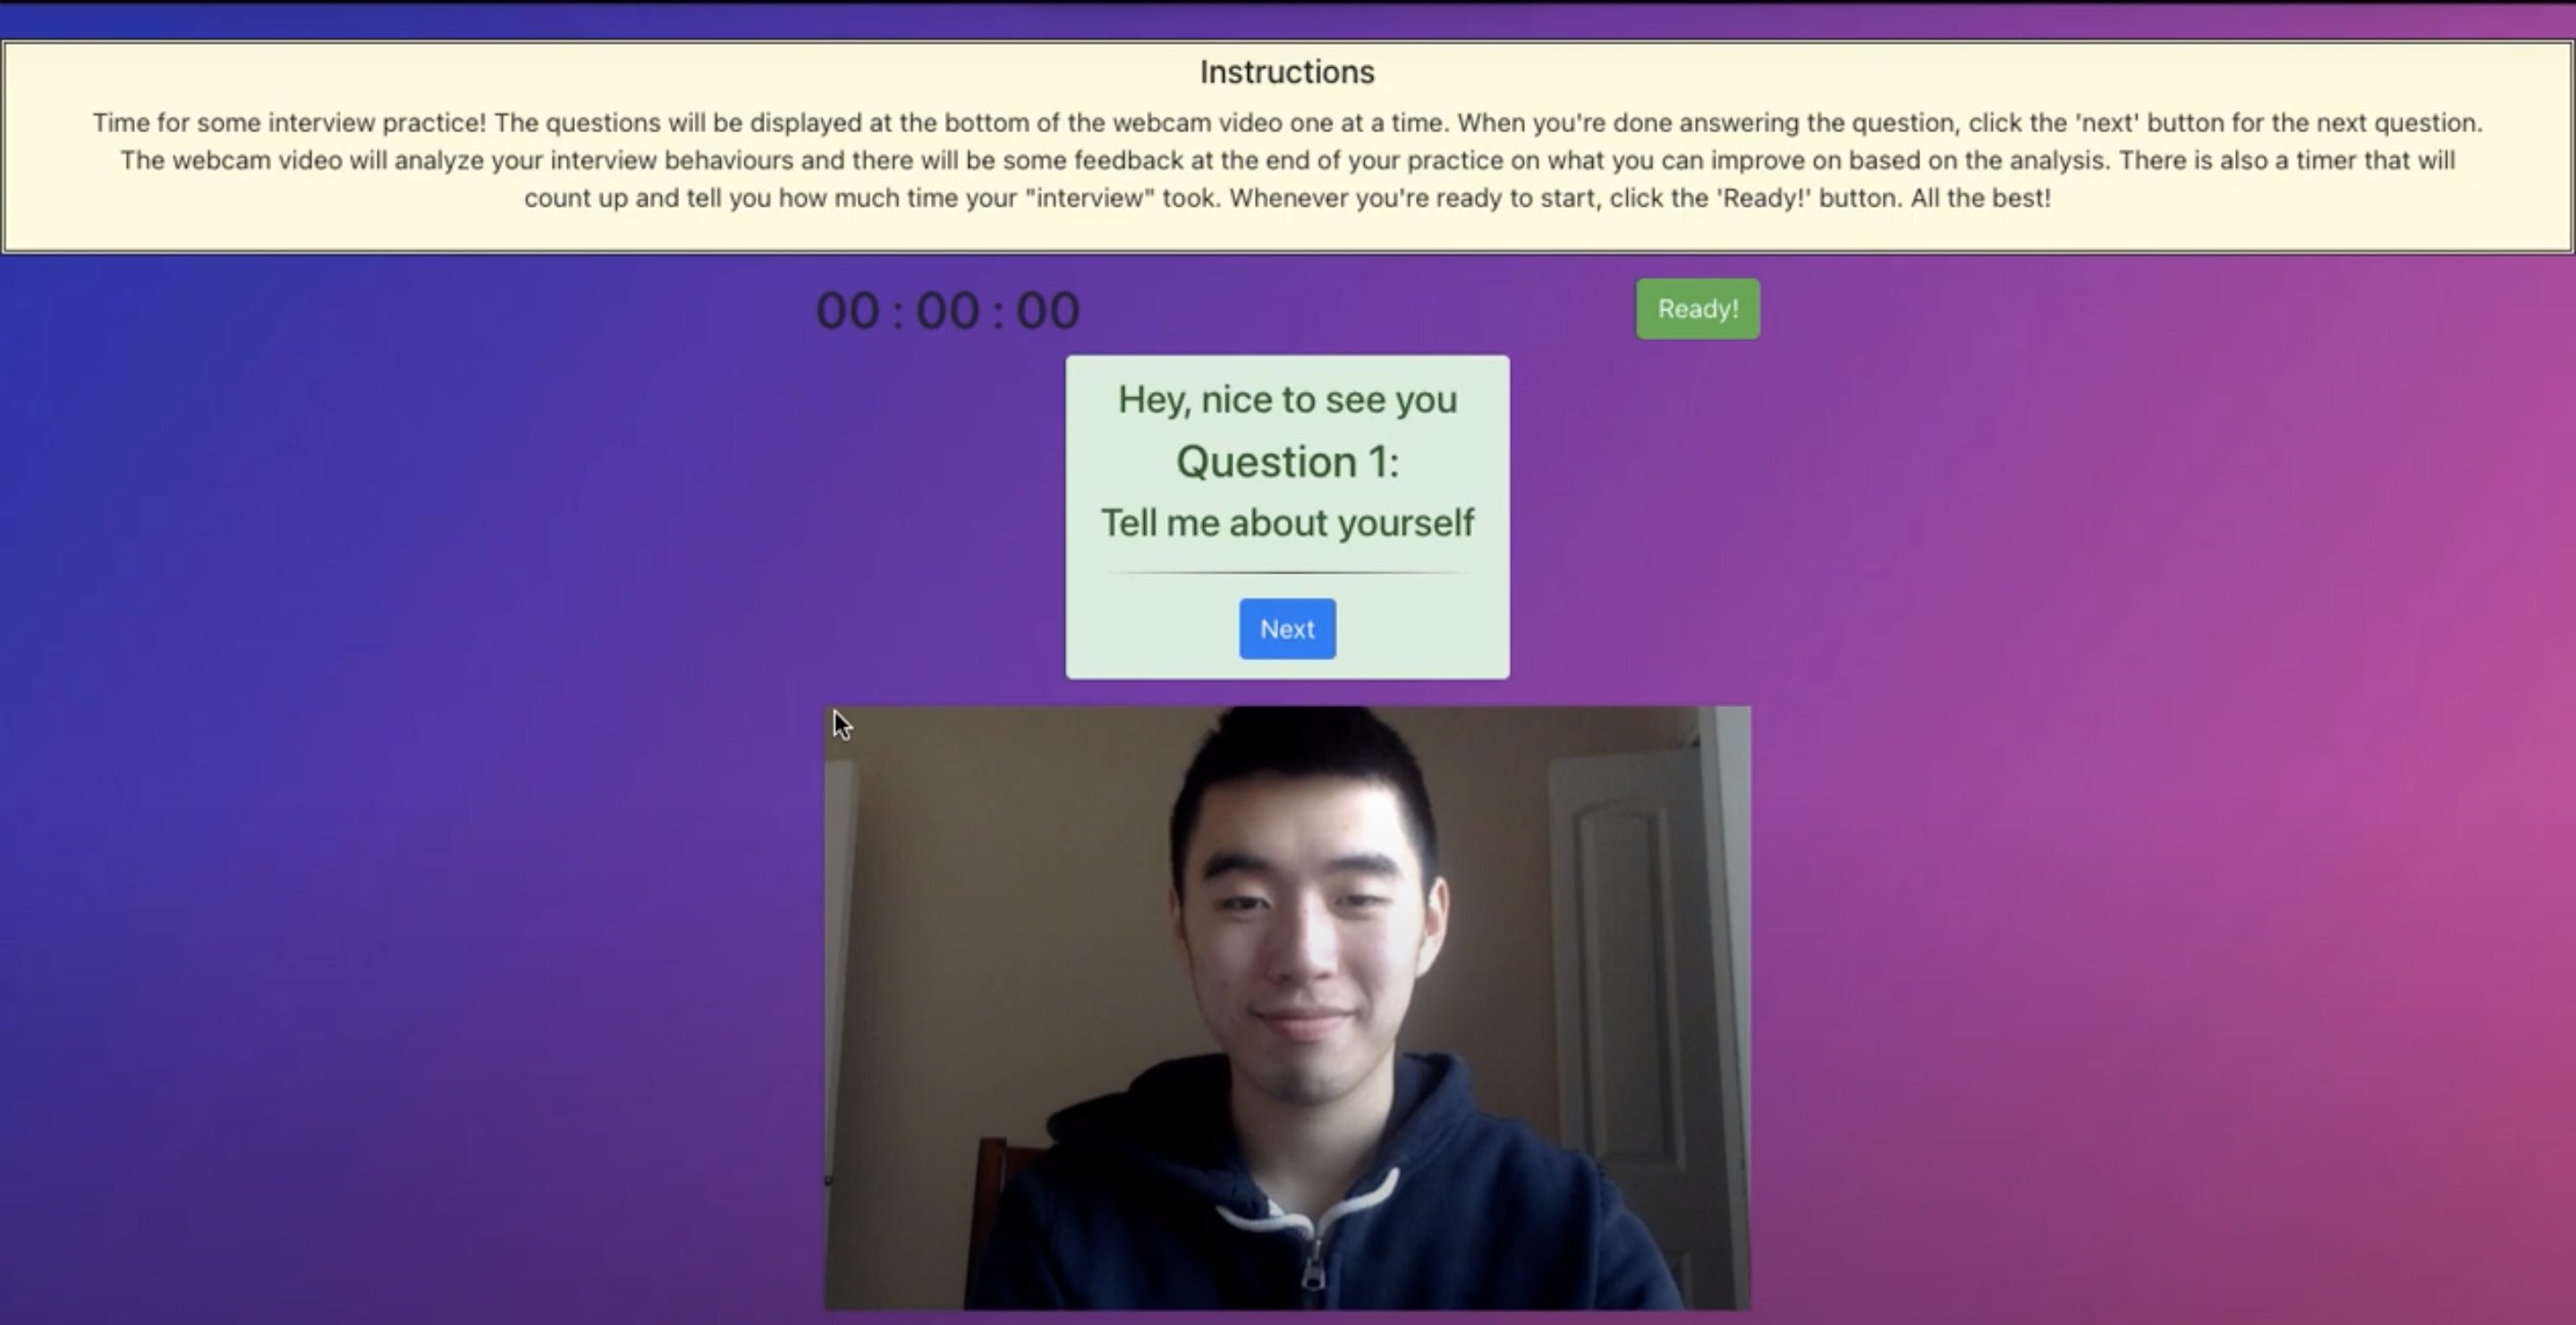 Instructions
Time for some interview practice! The questions will be displayed at the bottom of the webcam video one at a time. When you're done answering the question, click the 'next' button for the next question.
The webcam video will analyze your interview behaviours and there will be some feedback at the end of your practice on what you can improve on based on the analysis. There is also a timer that will
count up and tell you how much time your "interview" took. Whenever you're ready to start, click the 'Ready!' button. All the best!
00 : 00 : 00
Ready!
Hey, nice to see you
Question 1:
Tell me about yourself
Next